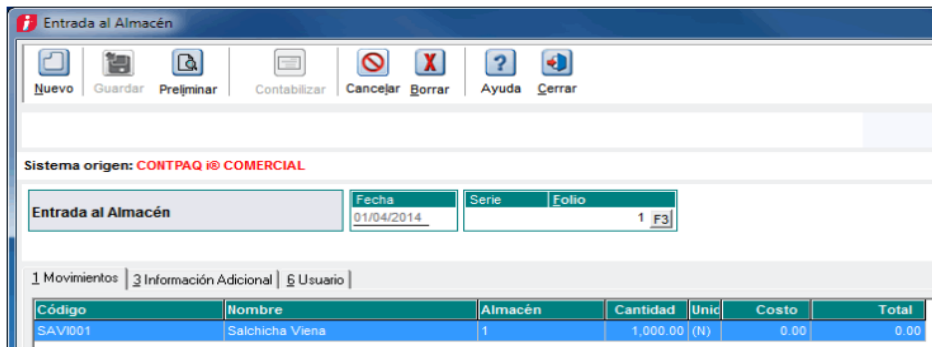 Entrada al Almacén
Nuevo Guardar Preliminar Contabilizar Cancelar Borrar Ayuda Cerrar
Sistema origen: CONTPAQ i® COMERCIAL
Entrada al Almacén
Fecha
01/04/2014
Serie Folio
1 F3
1 Movimientos 3 Información Adicional 6 Usuario
Código Nombre Almacén Cantidad Unic Costo Total
SAVI001 Salchicha Viena 1 1,000.00 (N) 0.00 0.00